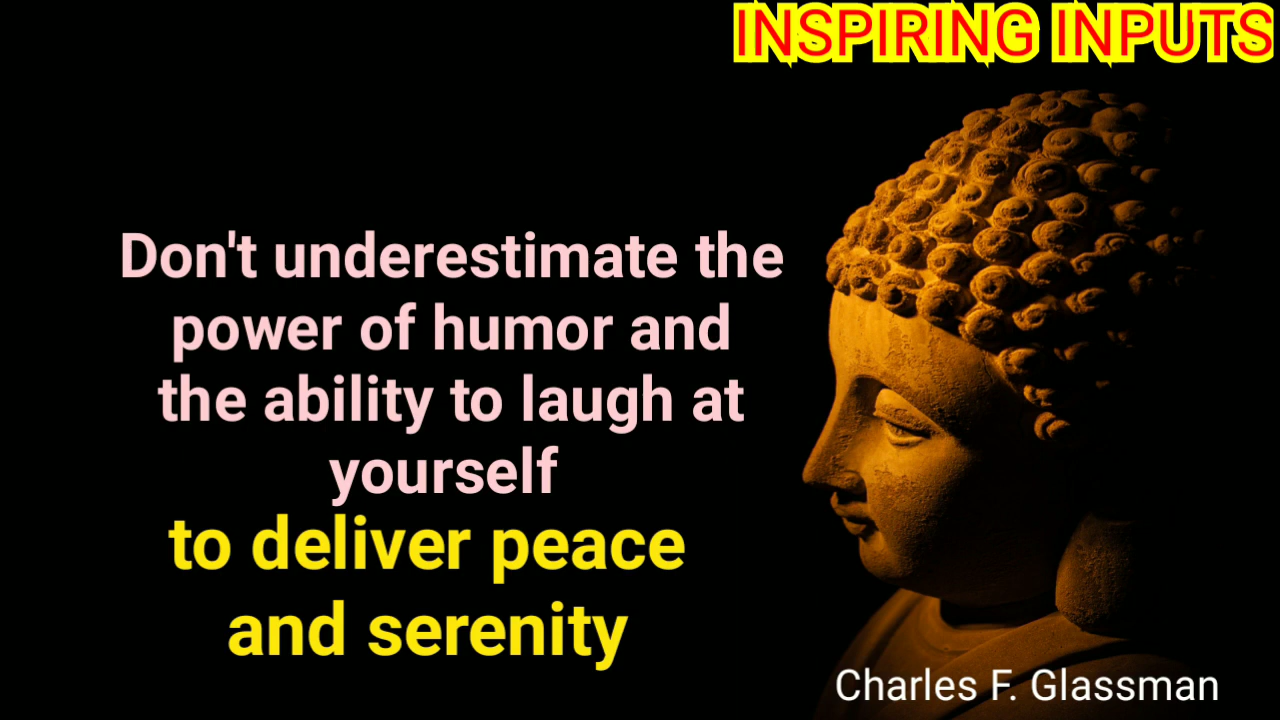 INSPIRING INPUTS
Don't underestimate the
power of humor and
the ability to laugh at
yourself
to deliver peace
and serenity
Charles F. Glassman